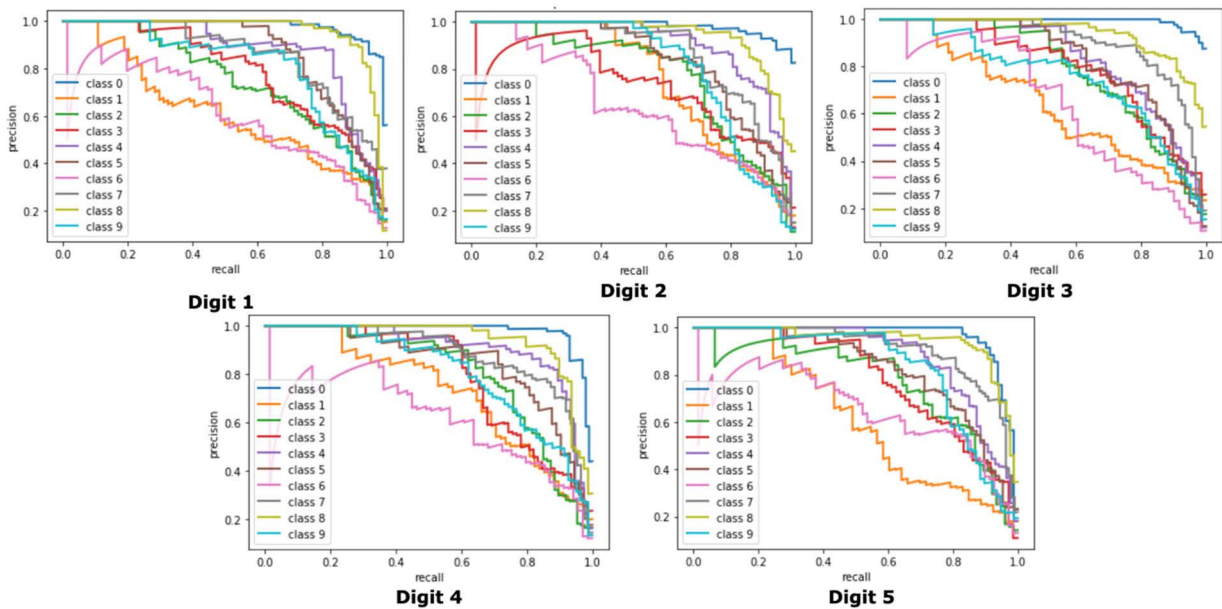 1.0
0.8
0.6
0.4
0.2
precision
class 0
class 1
class 2
class 3
class 4
class 5
class 6
class 7
class 8
class 9
0.0 0.2 0.4 0.6 0.8 1.0
recall
Digit 1
1.0
0.8
0.6
0.4
0.2
precision
class 0
class 1
class 2
class 3
class 4
class 5
class 6
class 7
class 8
class 9
0.0 0.2 0.4 0.6 0.8 1.0
recall
Digit 2
1.0
0.8
0.6
0.4
0.2
precision
class 0
class 1
class 2
class 3
class 4
class 5
class 6
class 7
class 8
class 9
0.0 0.2 0.4 0.6 0.8 1.0
recall
Digit 3
1.0
0.8
0.6
0.4
0.2
precision
class 0
class 1
class 2
class 3
class 4
class 5
class 6
class 7
class 8
class 9
0.0 0.2 0.4 0.6 0.8 1.0
recall
Digit 4
1.0
0.8
0.6
0.4
0.2
precision
class 0
class 1
class 2
class 3
class 4
class 5
class 6
class 7
class 8
class 9
0.0 0.2 0.4 0.6 0.8 1.0
recall
Digit 5